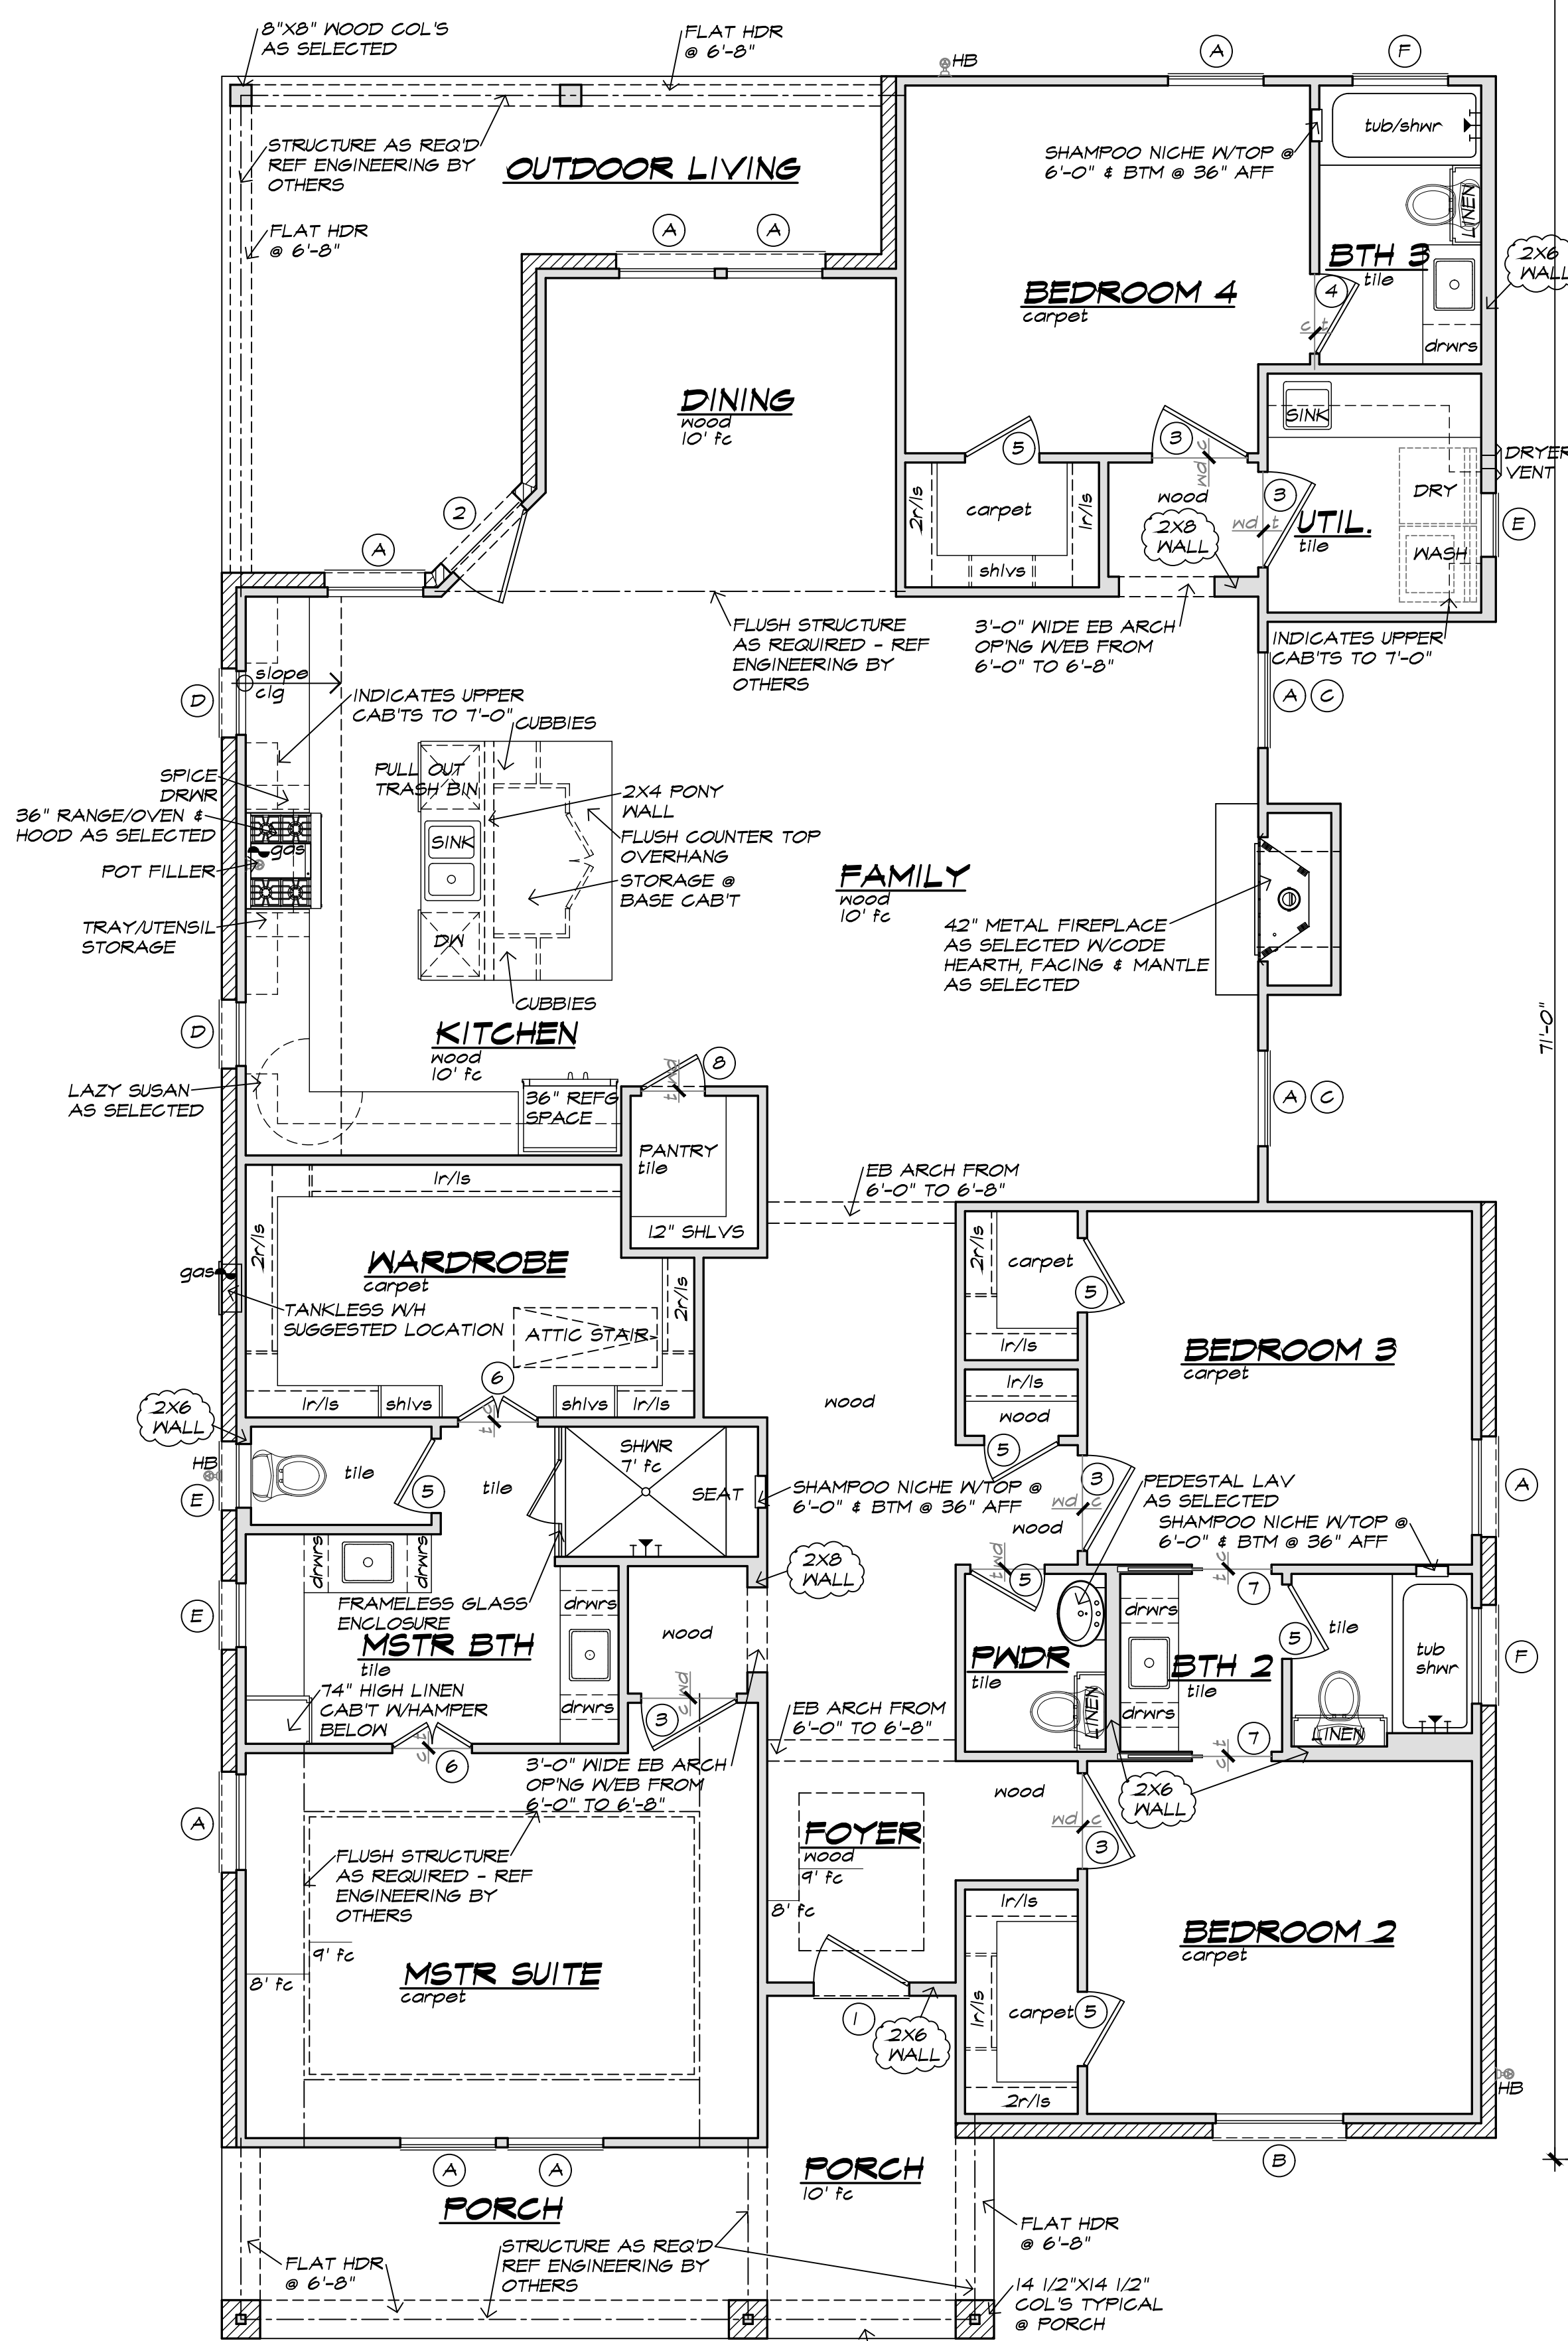 8"X8" WOOD COL'S
AS SELECTED
FLAT HDR
@ 6'-8"
HB
A
F
STRUCTURE AS REQ'D
REF ENGINEERING BY
OTHERS
OUTDOOR LIVING
SHAMPOO NICHE W/TOP @
6'-0" & BTM @ 36" AFF
tub/shwr
LINEN
FLAT HDR
@ 6'-8"
A
A
BTH 3
tile
2X6
WALL
BEDROOM 4
carpet
4
c t
drwrs
DINING
wood
10' fc
SINK
5
3
wd c
DRYER
VENT
2r/ls
carpet
1r/ls
shlvs
wood
3
wd t
DRY
UTIL.
tile
E
2X8
WALL
WASH
2
A
FLUSH STRUCTURE
AS REQUIRED - REF
ENGINEERING BY
OTHERS
3'-0" WIDE EB ARCH
OP'NG W/EB FROM
6'-0" TO 6'-8"
INDICATES UPPER
CAB'TS TO 7'-0"
slope
clg
D
INDICATES UPPER
CAB'TS TO 7'-0"
A
C
CUBBIES
PULL OUT
TRASH BIN
SPICE
DRWR
2X4 PONY
WALL
36" RANGE/OVEN &
HOOD AS SELECTED
SINK
FLUSH COUNTER TOP
OVERHANG
gas
POT FILLER
STORAGE @
BASE CAB'T
FAMILY
wood
10' fc
TRAY/UTENSIL
STORAGE
DW
42" METAL FIREPLACE
AS SELECTED W/CODE
HEARTH, FACING & MANTLE
AS SELECTED
CUBBIES
D
KITCHEN
wood
10' fc
71'-0"
8
t wd
LAZY SUSAN
AS SELECTED
36" REFG
SPACE
A
C
PANTRY
tile
1r/ls
EB ARCH FROM
6'-0" TO 6'-8"
12" SHLVS
2r/ls
WARDROBE
carpet
2r/ls
2r/ls
carpet
gas
TANKLESS W/H
SUGGESTED LOCATION
ATTIC STAIR
5
1r/ls
BEDROOM 3
carpet
6
1r/ls
shlvs
shlvs
1r/ls
t c
1r/ls
wood
wood
2X6
WALL
HB
tile
5
tile
SHWR
7' fc
SEAT
5
3
wd c
A
E
SHAMPOO NICHE W/TOP @
6'-0" & BTM @ 36" AFF
wood
PEDESTAL LAV
AS SELECTED
SHAMPOO NICHE W/TOP @
6'-0" & BTM @ 36" AFF
drwrs
drwrs
2X8
WALL
t wd
5
t c
7
E
FRAMELESS GLASS
ENCLOSURE
drwrs
drwrs
MSTR BTH
tile
wood
PWDR
tile
BTH 2
tile
5
tile
tub
shwr
F
74" HIGH LINEN
CAB'T W/HAMPER
BELOW
drwrs
c wd
3
EB ARCH FROM
6'-0" TO 6'-8"
LINEN
drwrs
7
c t
LINEN
c t
6
3'-0" WIDE EB ARCH
OP'NG W/EB FROM
6'-0" TO 6'-8"
wood
2X6
WALL
A
FOYER
wood
9' fc
8' fc
wd c
3
FLUSH STRUCTURE
AS REQUIRED - REF
ENGINEERING BY
OTHERS
1r/ls
9' fc
8' fc
MSTR SUITE
carpet
BEDROOM 2
carpet
1r/ls
carpet
5
1
2X6
WALL
2r/ls
HB
A
A
B
PORCH
10' fc
PORCH
FLAT HDR
@ 6'-8"
STRUCTURE AS REQ'D
REF ENGINEERING BY
OTHERS
FLAT HDR
@ 6'-8"
14 1/2"X14 1/2"
COL'S TYPICAL
@ PORCH